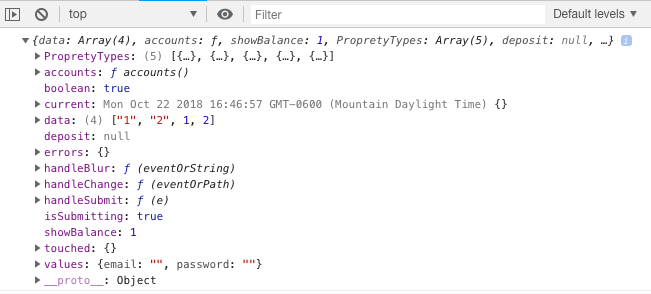 top Filter Default levels
{data: Array(4), accounts: ƒ, showBalance: 1, PropretyTypes: Array(5), deposit: null, …} i
PropretyTypes: (5) [{…}, {…}, {…}, {…}, {…}]
accounts: ƒ accounts()
boolean: true
current: Mon Oct 22 2018 16:46:57 GMT−0600 (Mountain Daylight Time) {}
data: (4) ["1", "2", 1, 2]
deposit: null
errors: {}
handleBlur: ƒ (eventOrString)
handleChange: ƒ (eventOrPath)
handleSubmit: ƒ (e)
isSubmitting: true
showBalance: 1
touched: {}
values: {email: "", password: ""}
__proto__: Object